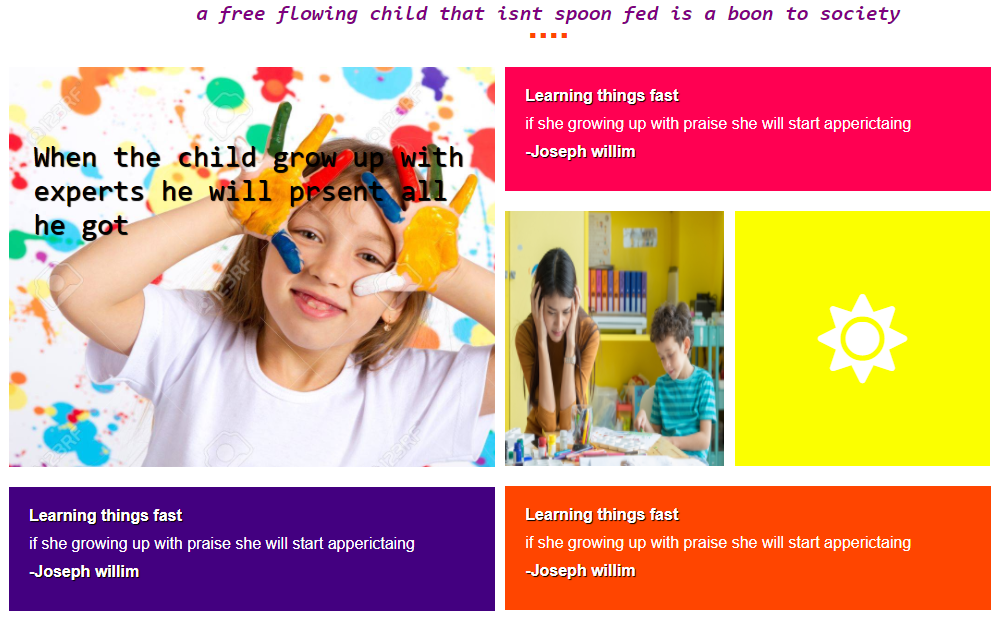 a free flowing child that isnt spoon fed is a boon to society
When the child grow up with
experts he will prsent all
he got
Learning things fast
if she growing up with praise she will start apperictaing
-Joseph willim
Learning things fast
if she growing up with praise she will start apperictaing
-Joseph willim
Learning things fast
if she growing up with praise she will start apperictaing
-Joseph willim